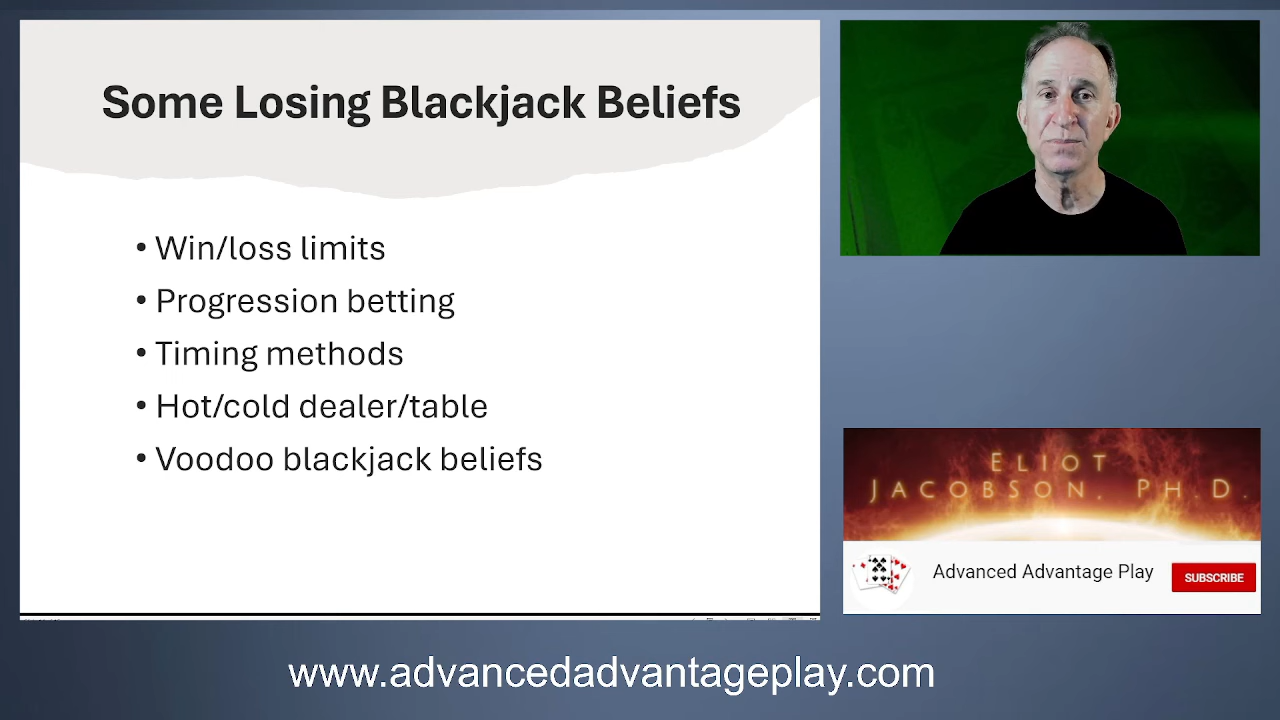 Some Losing Blackjack Beliefs
• Win/loss limits
• Progression betting
• Timing methods
• Hot/cold dealer/table
• Voodoo blackjack beliefs
ELIOT
JACOBSON, PH.D.
Advanced Advantage Play
SUBSCRIBE
www.advancedadvantageplay.com